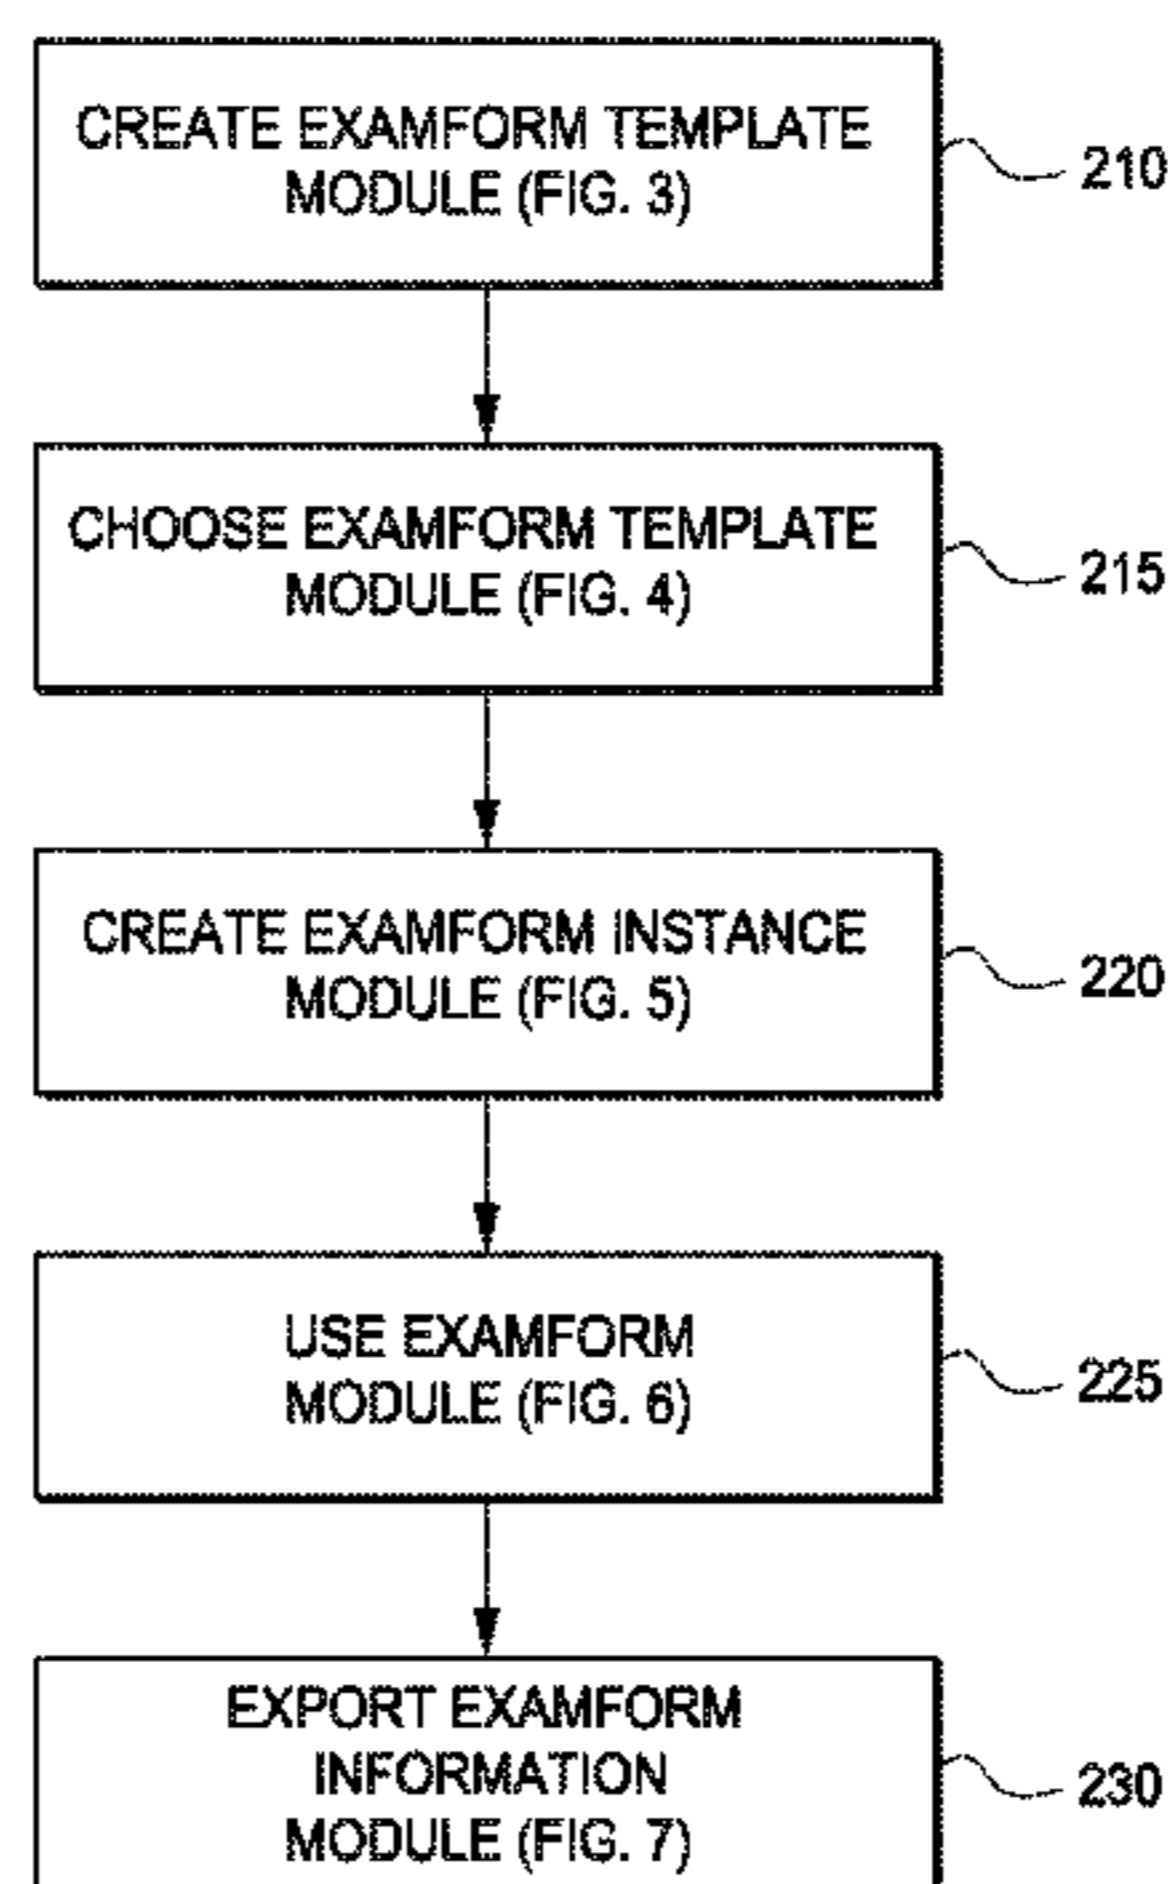 CREATE EXAMFORM TEMPLATE
MODULE (FIG. 3)
210
CHOOSE EXAMFORM TEMPLATE
MODULE (FIG. 4)
215
CREATE EXAMFORM INSTANCE
MODULE (FIG. 5)
220
USE EXAMFORM
MODULE (FIG. 6)
225
EXPORT EXAMFORM
INFORMATION
MODULE (FIG. 7)
230